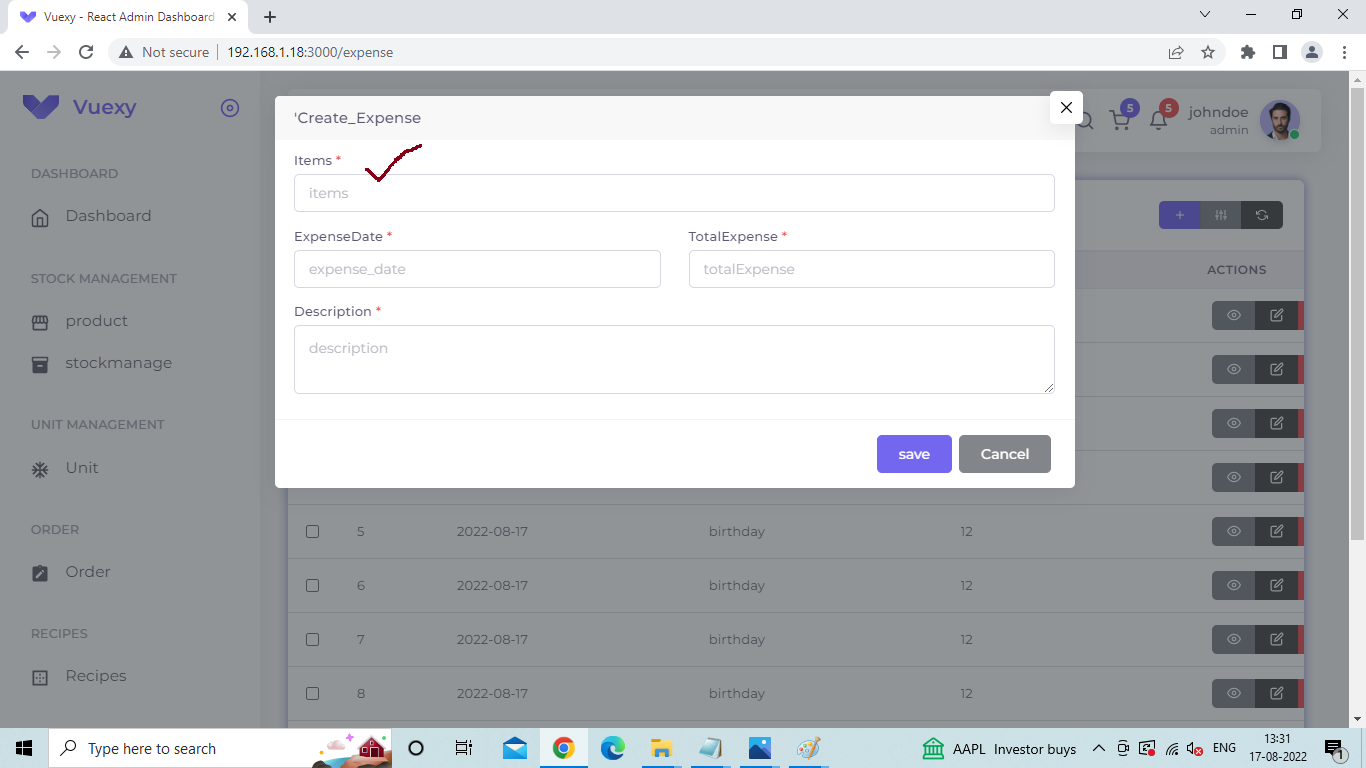 Vuexy - React Admin Dashboard
Not secure 192.168.1.18:3000/expense
Vuexy
DASHBOARD
Dashboard
STOCK MANAGEMENT
product
stockmanage
UNIT MANAGEMENT
Unit
ORDER
Order
RECIPES
Recipes
5
5
johndoe
admin
'Create_Expense
Items *
items
ExpenseDate *
TotalExpense *
expense_date
totalExpense
Description *
description
save
Cancel
ACTIONS
5 2022-08-17 birthday 12
6 2022-08-17 birthday 12
7 2022-08-17 birthday 12
8 2022-08-17 birthday 12
Type here to search
AAPL Investor buys
ENG
13:31
17-08-2022
1